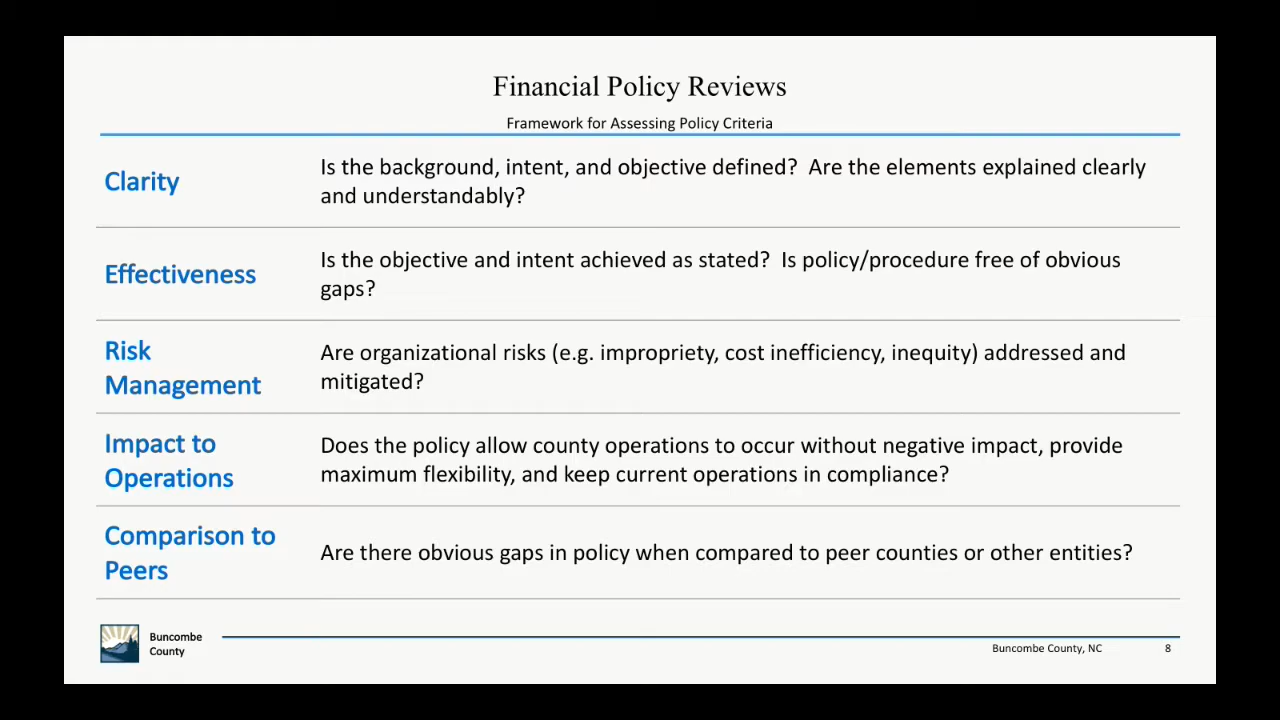 Financial Policy Reviews
Framework for Assessing Policy Criteria
Clarity
Is the background, intent, and objective defined?  Are the elements explained clearly
and understandably?
Effectiveness
Is the objective and intent achieved as stated?  Is policy/procedure free of obvious
gaps?
Risk
Management
Are organizational risks (e.g. impropriety, cost inefficiency, inequity) addressed and
mitigated?
Impact to
Operations
Does the policy allow county operations to occur without negative impact, provide
maximum flexibility, and keep current operations in compliance?
Comparison to
Peers
Are there obvious gaps in policy when compared to peer counties or other entities?
Buncombe
County
Buncombe County, NC
8